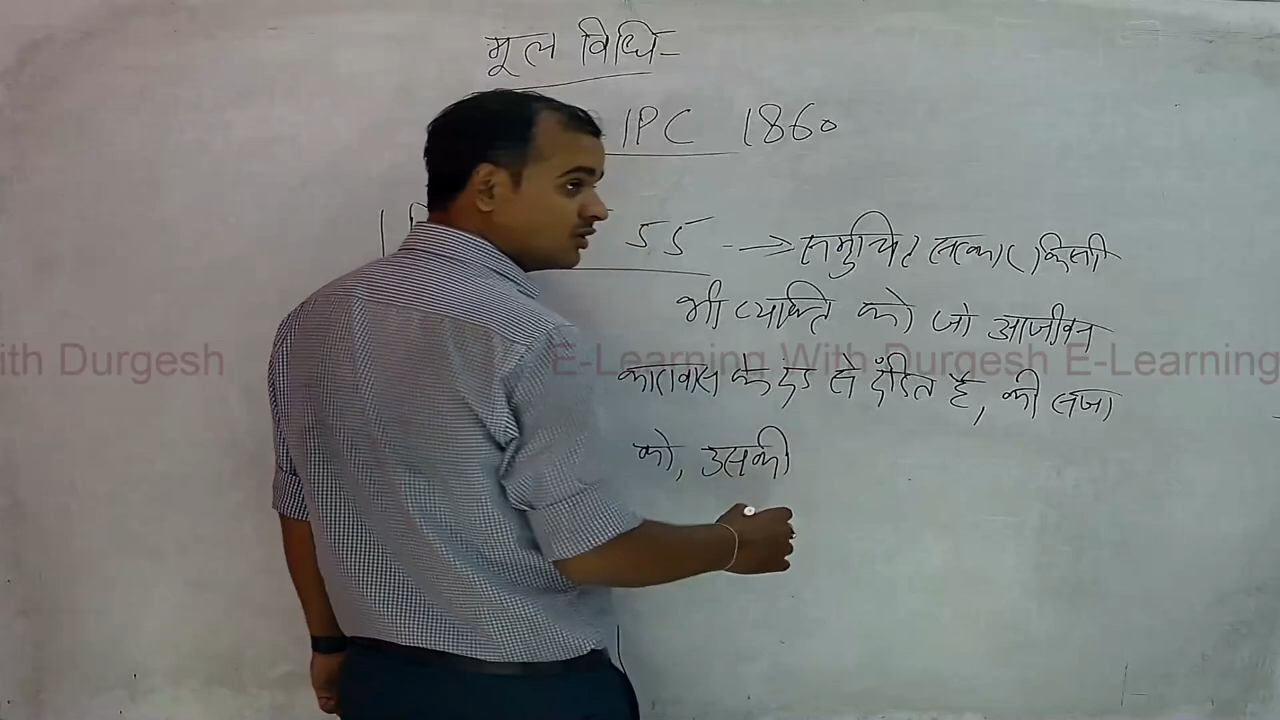 मूल विधि-
IPC 1860
55 -→ समुचित सरकार किसी
भी व्यक्ति को जो आजीवन
ith Durgesh E-Learning With Durgesh E-Learning
कारावास के दंड से दंडित है, की सजा
को, उसकी